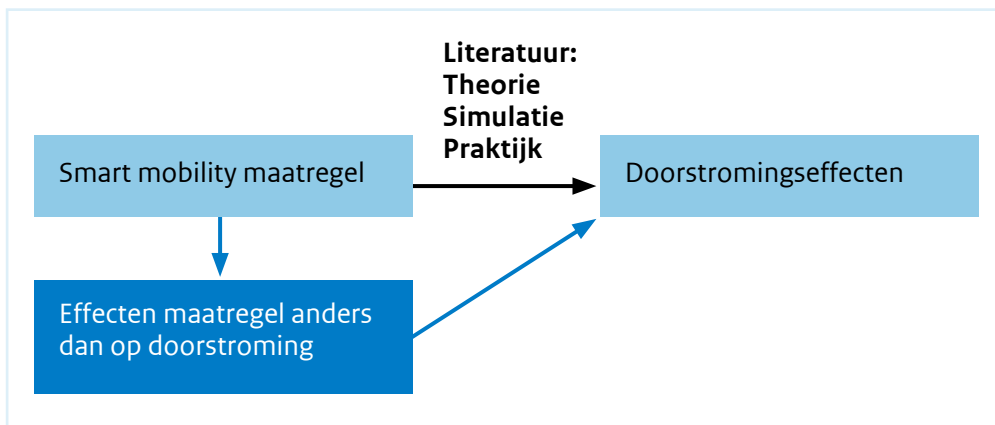 Literatuur:
Theorie
Simulatie
Praktijk
Smart mobility maatregel
Doorstromingseffecten
Effecten maatregel anders
dan op doorstroming